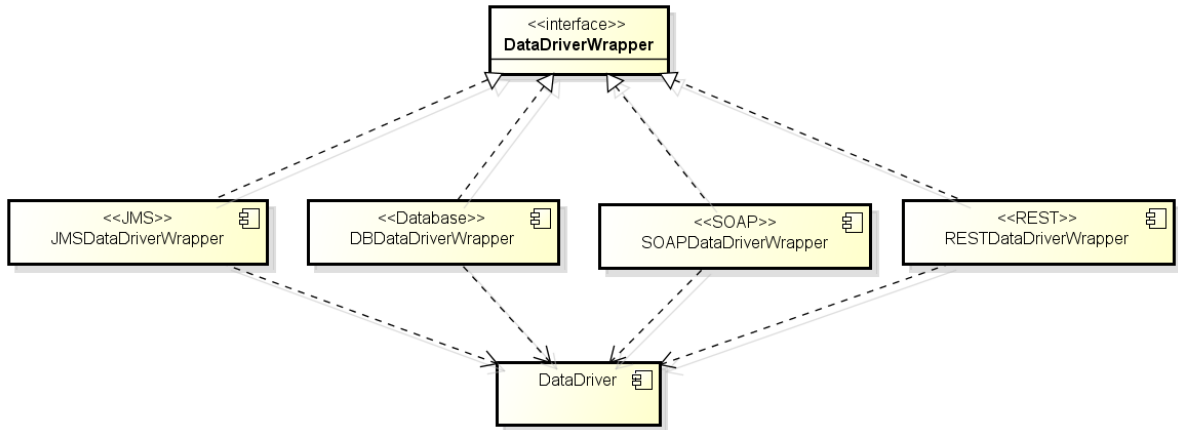 <<interface>>
DataDriverWrapper
<<JMS>>
JMSDataDriverWrapper
<<Database>>
DBDataDriverWrapper
<<SOAP>>
SOAPDataDriverWrapper
<<REST>>
RESTDataDriverWrapper
DataDriver